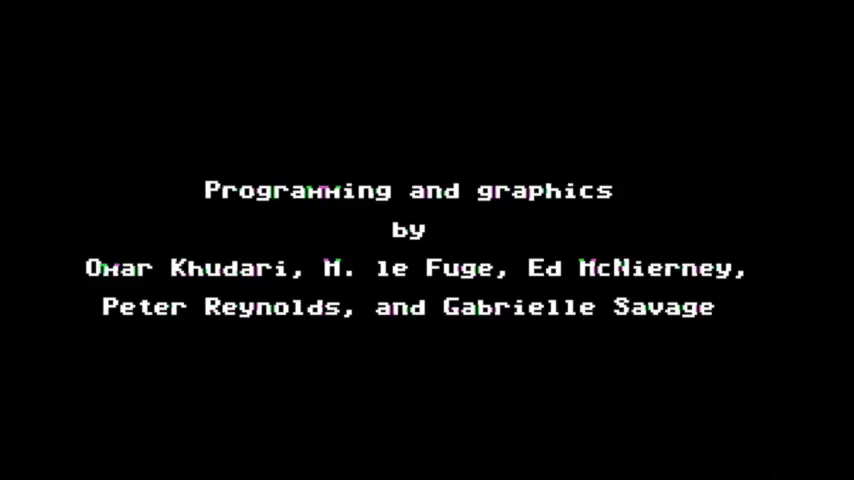 Programming and graphics
by
Omar Khudari, M. le Fuge, Ed McNierney,
Peter Reynolds, and Gabrielle Savage